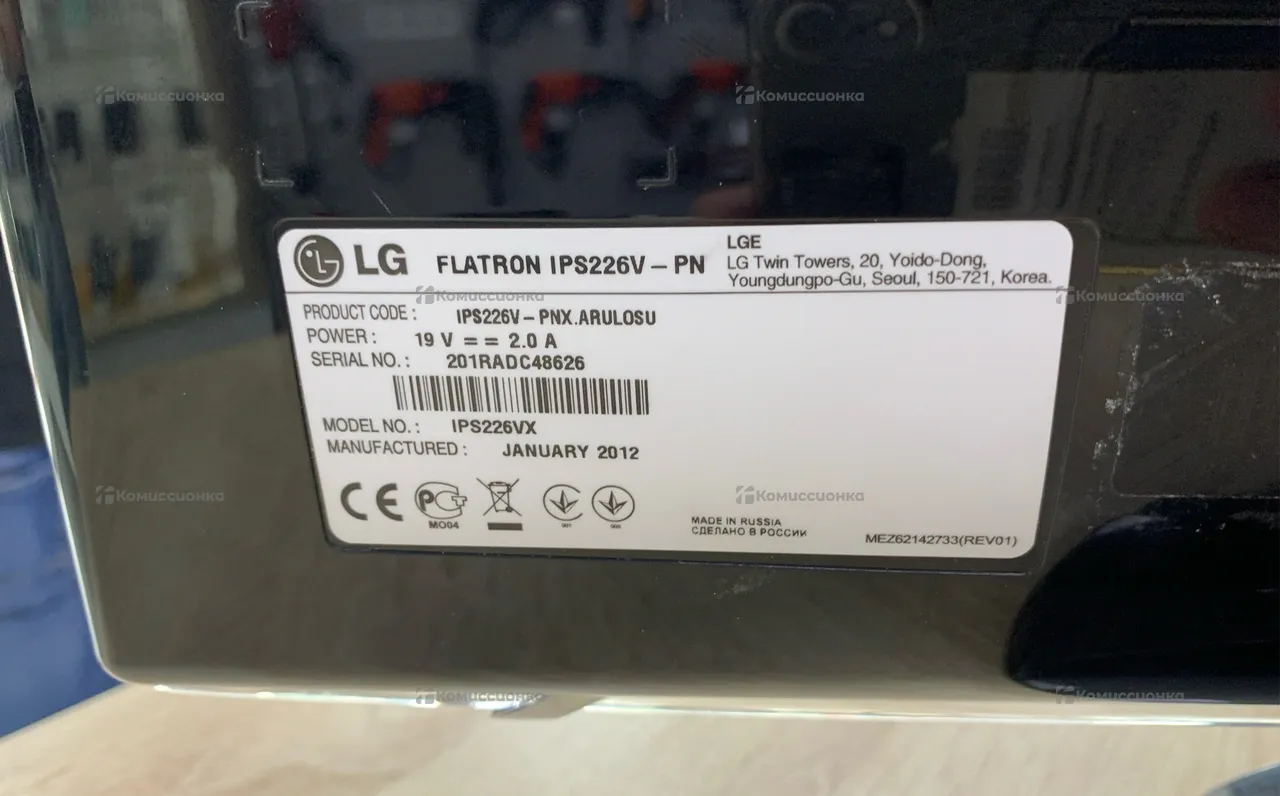 Комиссионка
Комиссионка
LG FLATRON IPS226V – PN
LGE
LG Twin Towers, 20, Yoido-Dong,
Youngdungpo-Gu, Seoul, 150-721, Korea.
Комиссионка
Комиссионка
PRODUCT CODE : IPS226V – PNX.ARULOSU
POWER : 19 V == 2.0 A
SERIAL NO. : 201RADC48626
MODEL NO. : IPS226VX
MANUFACTURED : JANUARY 2012
CE
MO04
MADE IN RUSSIA
СДЕЛАНО В РОССИИ
MEZ62142733(REV01)
Комиссионка
Комиссионка
Комиссионка
Комиссионка